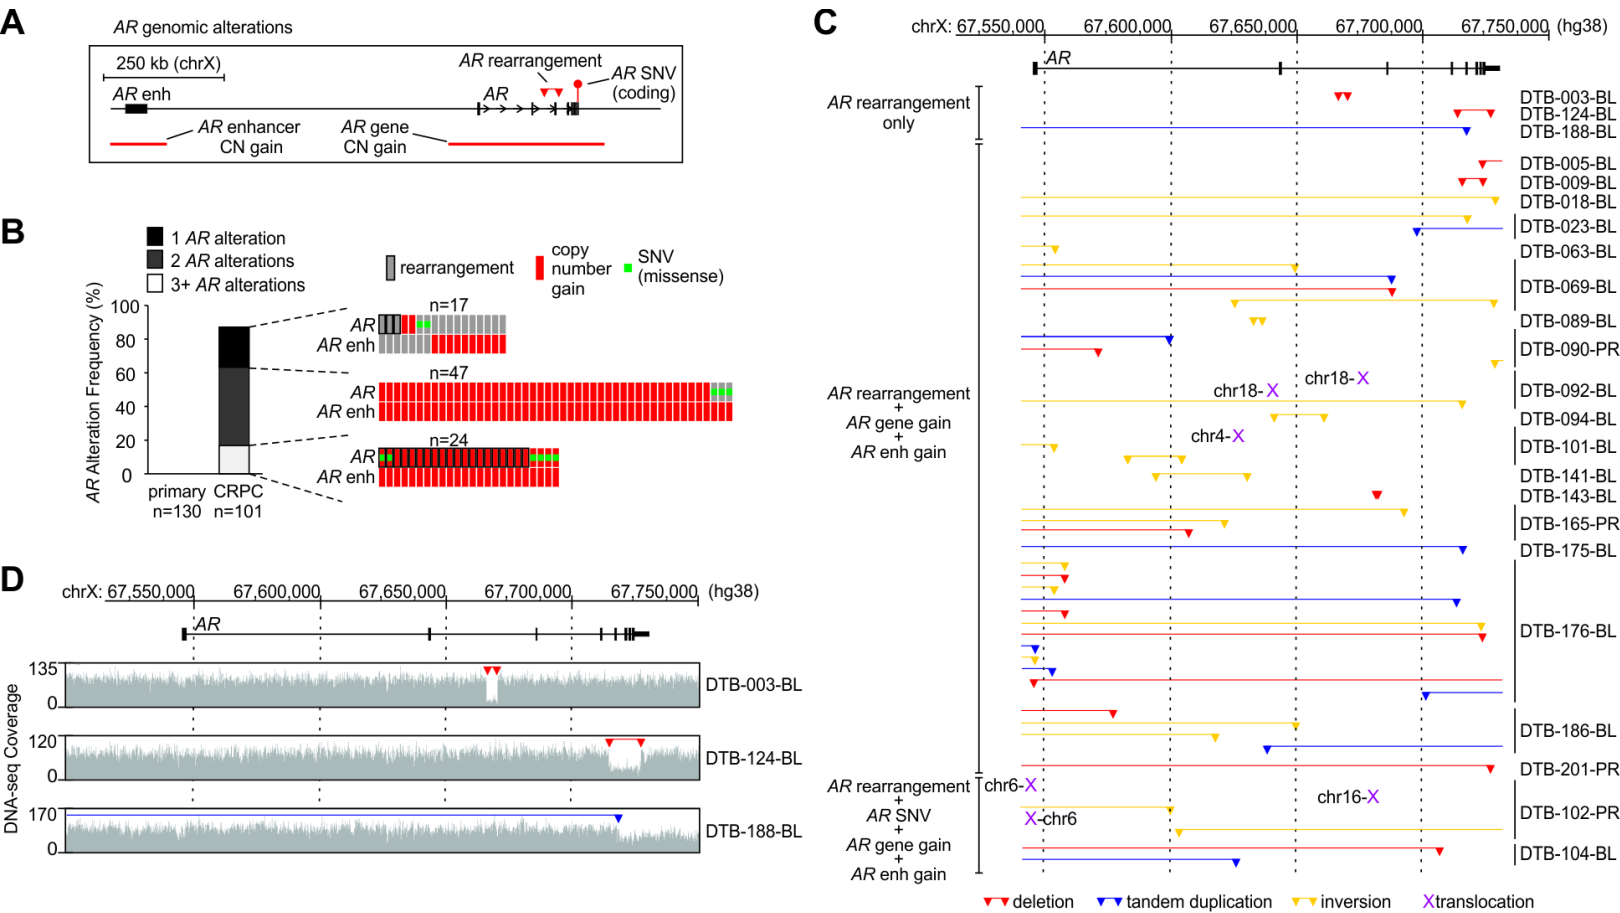 A
AR genomic alterations
250 kb (chrX)
AR rearrangement
AR SNV
(coding)
AR enh
AR
AR enhancer
CN gain
AR gene
CN gain
B
1 AR alteration
2 AR alterations
3+ AR alterations
rearrangement
copy
number
gain
SNV
(missense)
AR Alteration Frequency (%)
100
80
60
40
20
0
primary
n=130
CRPC
n=101
n=17
AR
AR enh
n=47
AR
AR enh
n=24
AR
AR enh
C
chrX: 67,550,000 67,600,000 67,650,000 67,700,000 67,750,000 (hg38)
AR
AR rearrangement
only
DTB-003-BL
DTB-124-BL
DTB-188-BL
AR rearrangement
+
AR gene gain
+
AR enh gain
DTB-005-BL
DTB-009-BL
DTB-018-BL
DTB-023-BL
DTB-063-BL
DTB-069-BL
DTB-089-BL
DTB-090-PR
chr18-X
chr18-X
DTB-092-BL
DTB-094-BL
chr4-X
DTB-101-BL
DTB-141-BL
DTB-143-BL
DTB-165-PR
DTB-175-BL
DTB-176-BL
DTB-186-BL
DTB-201-PR
AR rearrangement
+
AR SNV
+
AR gene gain
+
AR enh gain
chr6-X
chr16-X
X-chr6
DTB-102-PR
DTB-104-BL
deletion
tandem duplication
inversion
Xtranslocation
D
chrX: 67,550,000 67,600,000 67,650,000 67,700,000 67,750,000 (hg38)
AR
DNA-seq Coverage
135
0
DTB-003-BL
120
0
DTB-124-BL
170
0
DTB-188-BL